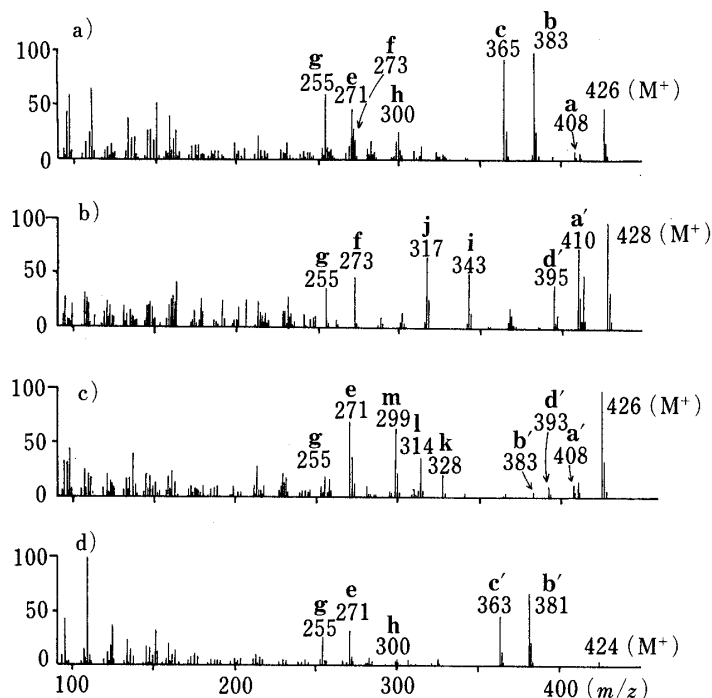 a)
100
50
0
g
255
e
271
f
273
h
300
c
365
b
383
a
408
426 (M⁺)
b)
100
50
0
g
255
f
273
j
317
i
343
d′
395
a′
410
428 (M⁺)
c)
100
50
0
g
255
e
271
m
299
l
314
k
328
b′
383
d′
393
a′
408
426 (M⁺)
d)
100
50
0
g
255
e
271
h
300
c′
363
b′
381
424 (M⁺)
100 200 300 400 (m/z)